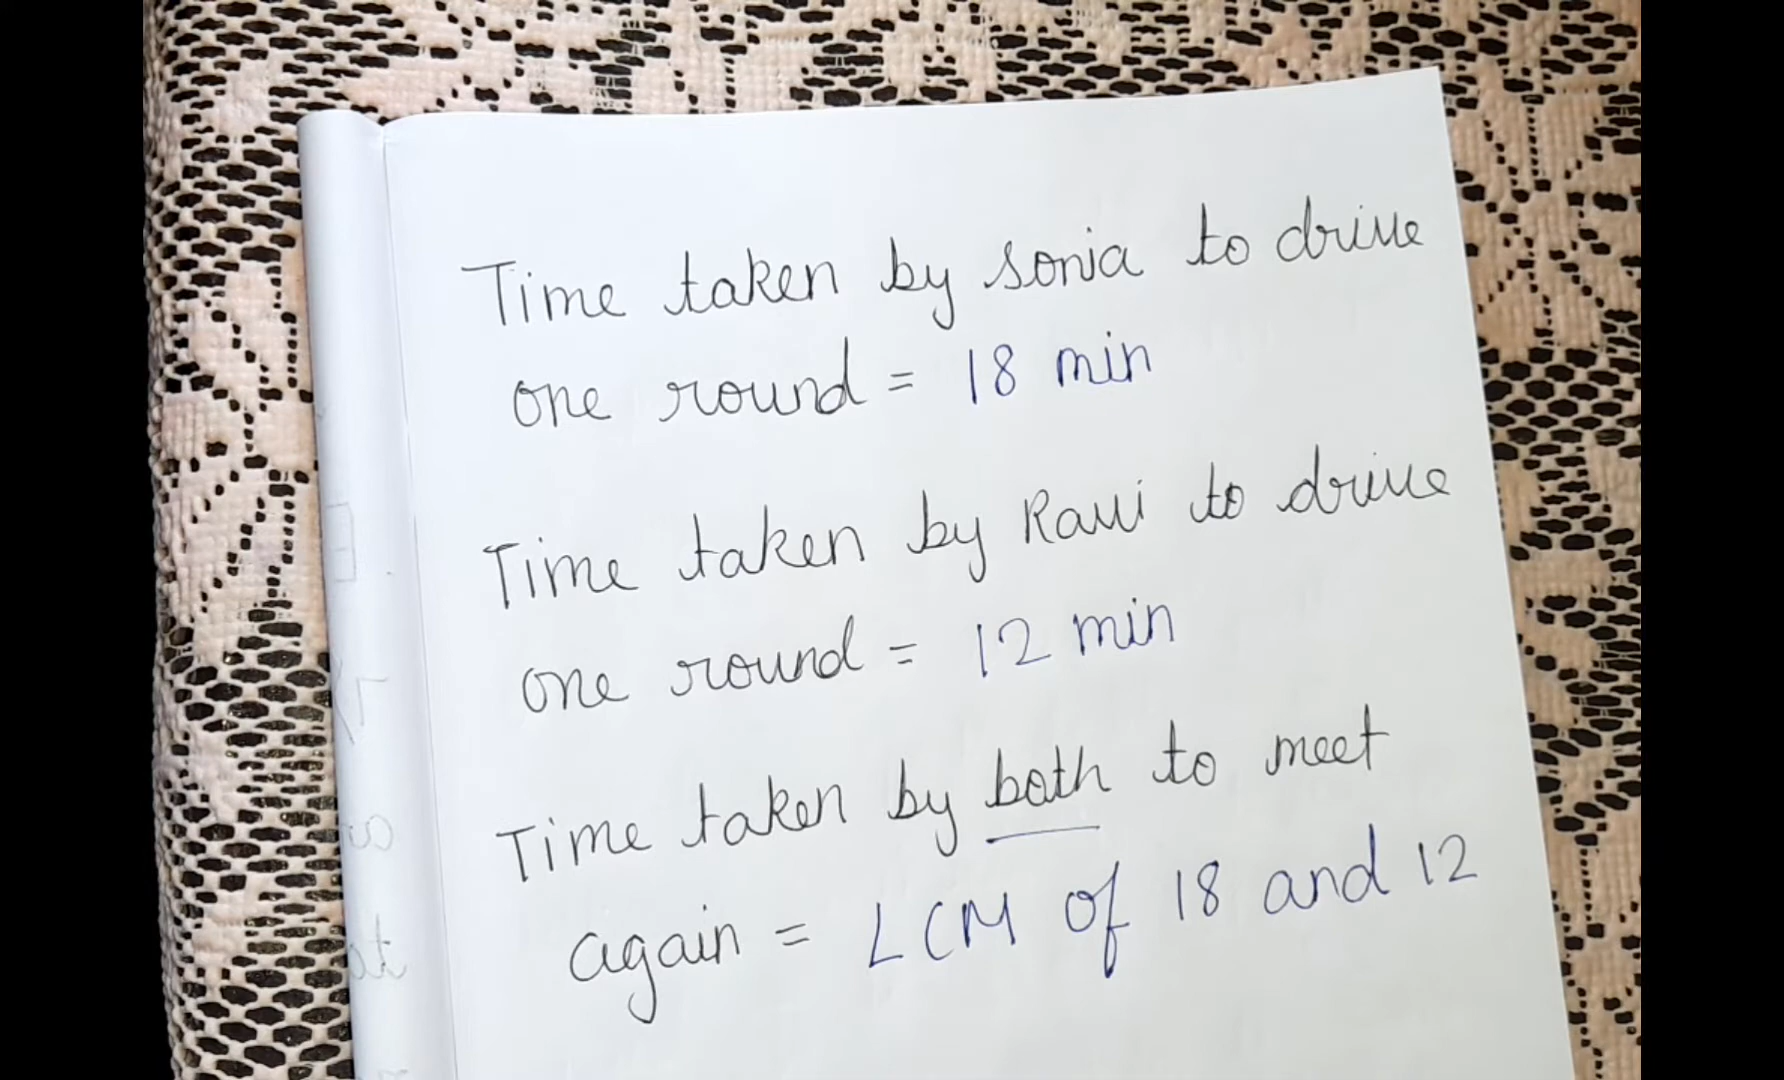 Time taken by sonia to drive
one round = 18 min
Time taken by Ravi to drive
one round = 12 min
Time taken by both to meet
again = LCM of 18 and 12